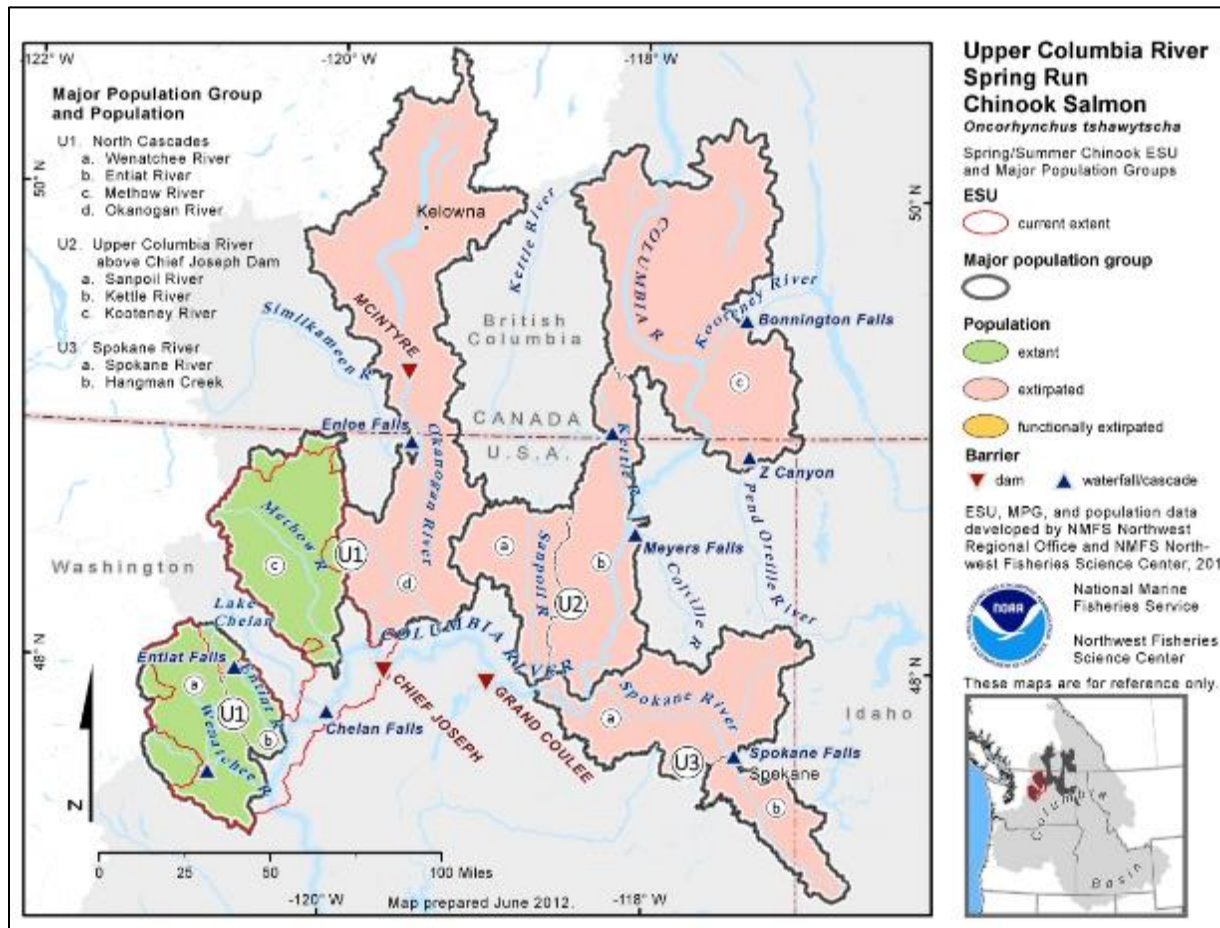 -122° W
-120° W
-118° W
Major Population Group
and Population
U1. North Cascades
a. Wenatchee River
b. Entiat River
c. Methow River
d. Okanogan River
U2. Upper Columbia River
above Chief Joseph Dam
a. Sanpoil River
b. Kettle River
c. Kooteney River
U3. Spokane River
a. Spokane River
b. Hangman Creek
50° N
50° N
Kelowna
Kettle River
COLUMBIA R
Kooteney River
Bonnington Falls
Similkameen R
MCINTYRE
British
Columbia
c
Enloe Falls
CANADA
U.S.A.
Okanogan River
Kettle R
Z Canyon
Methow R
Washington
U1
c
d
a
Sanpoil R
b
U2
Meyers Falls
Colville R
Pend Oreille River
Lake
Chelan
48° N
48° N
Entiat Falls
a
U1
b
Entiat R
Wenatchee R
Chelan Falls
COLUMBIA RIVER
CHIEF JOSEPH
GRAND COULEE
Spokane River
a
Idaho
U3
Spokane Falls
Spokane
b
N
0 25 50 100 Miles
-120° W
Map prepared June 2012.
-118° W
Upper Columbia River
Spring Run
Chinook Salmon
Oncorhynchus tshawytscha
Spring/Summer Chinook ESU
and Major Population Groups
ESU
current extent
Major population group
Population
extant
extirpated
functionally extirpated
Barrier
dam
waterfall/cascade
ESU, MPG, and population data
developed by NMFS Northwest
Regional Office and NMFS North-
west Fisheries Science Center, 201
NOAA
National Marine
Fisheries Service
Northwest Fisheries
Science Center
These maps are for reference only.
Columbia
Basin